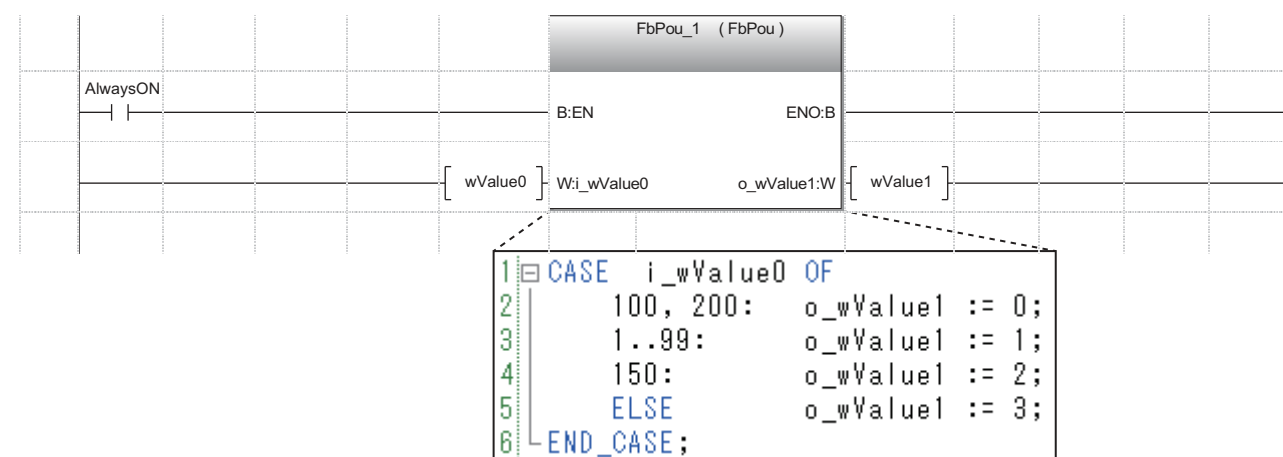 FbPou_1 ( FbPou )
AlwaysON
B:EN ENO:B
wValue0 W:i_wValue0 o_wValue1:W wValue1
1 CASE i_wValue0 OF
2 100, 200: o_wValue1 := 0;
3 1..99: o_wValue1 := 1;
4 150: o_wValue1 := 2;
5 ELSE o_wValue1 := 3;
6 END_CASE;